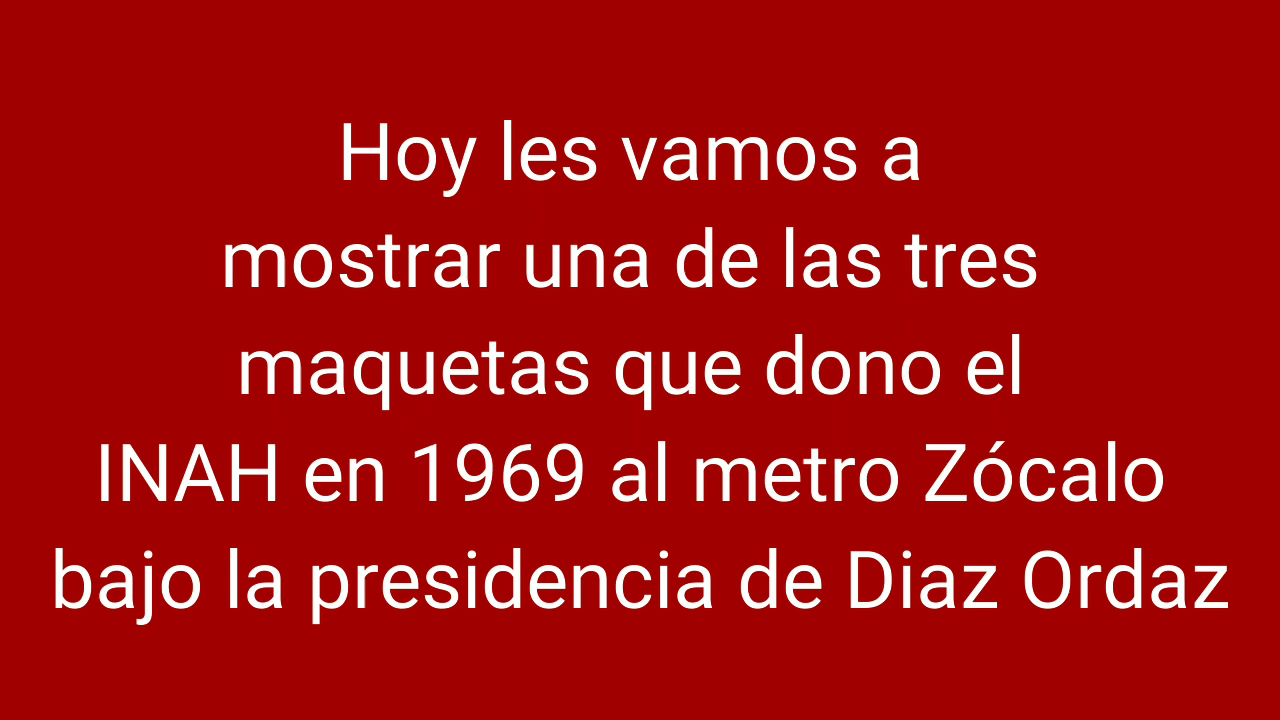 Hoy les vamos a
mostrar una de las tres
maquetas que dono el
INAH en 1969 al metro Zócalo
bajo la presidencia de Diaz Ordaz